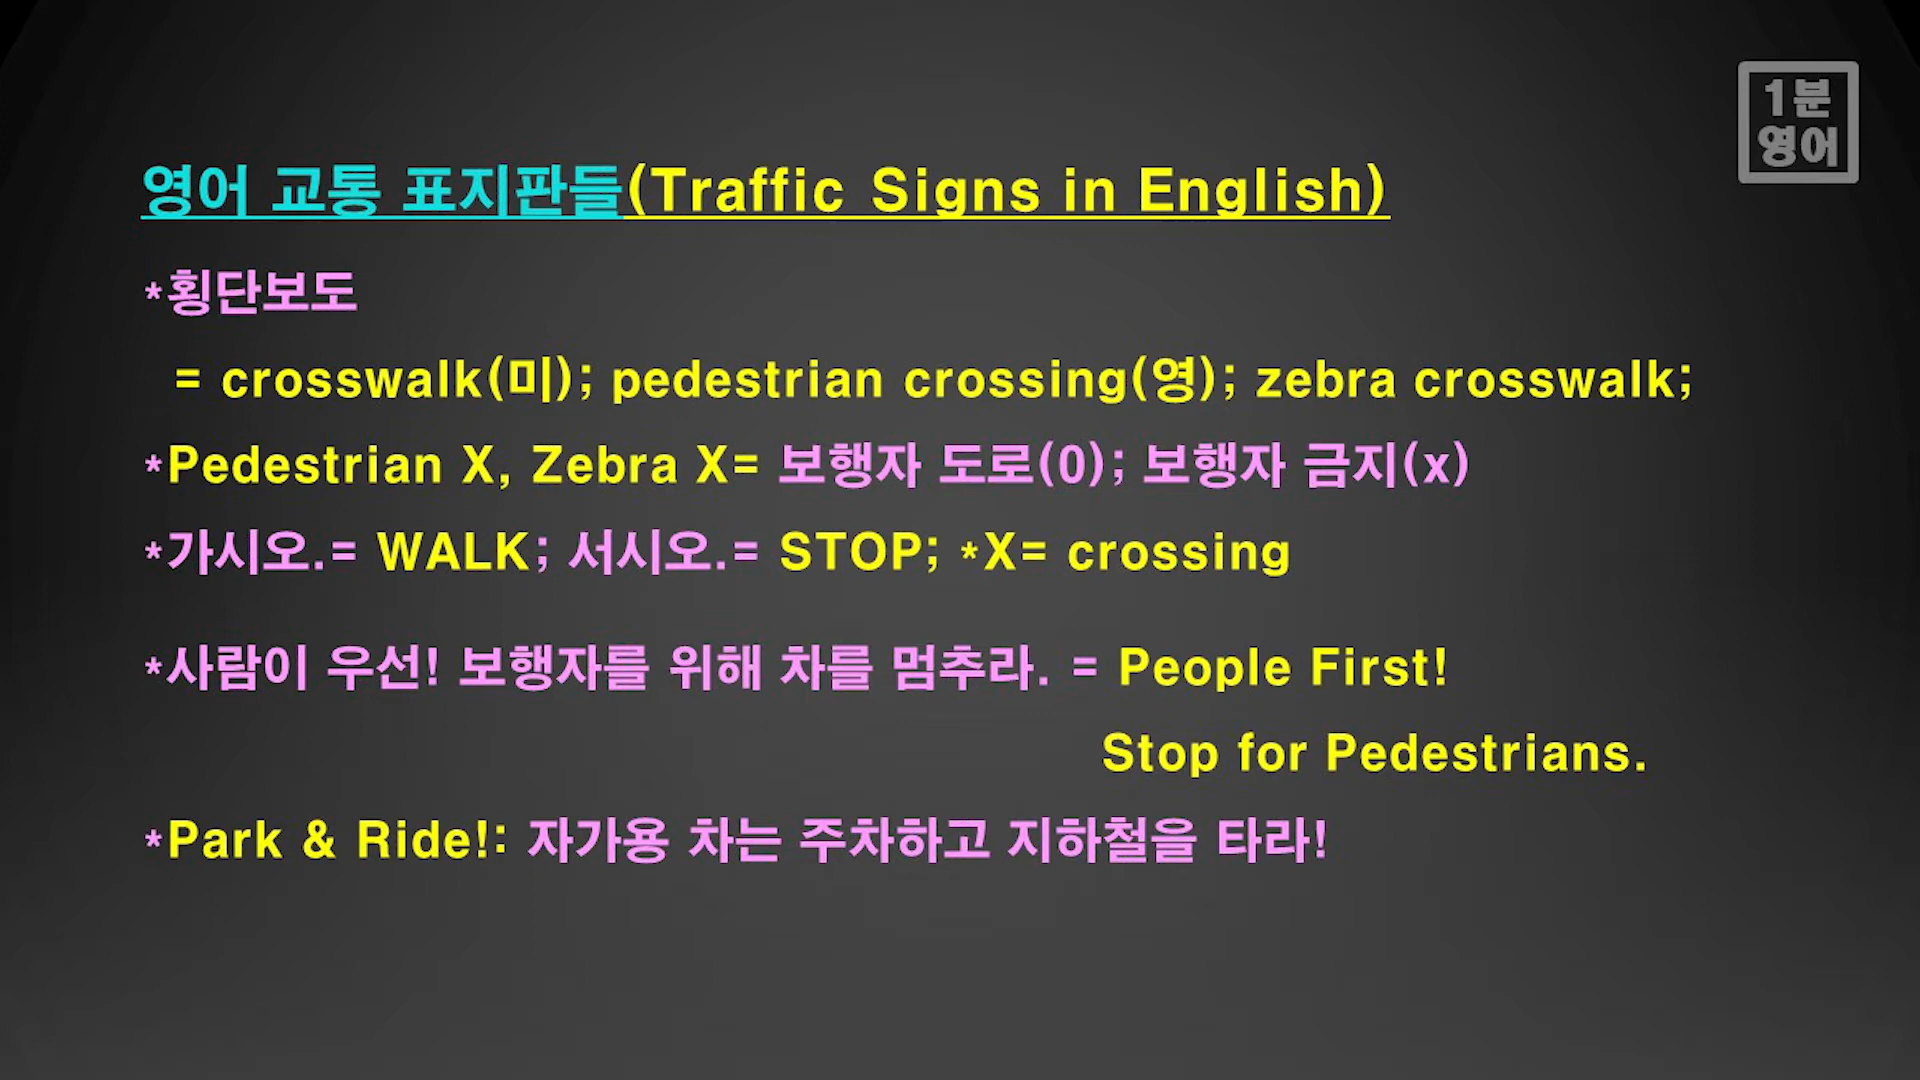 1분
영어
영어 교통 표지판들(Traffic Signs in English)
*횡단보도
= crosswalk(미); pedestrian crossing(영); zebra crosswalk;
*Pedestrian X, Zebra X= 보행자 도로(0); 보행자 금지(x)
*가시오.= WALK; 서시오.= STOP; *X= crossing
*사람이 우선! 보행자를 위해 차를 멈추라. = People First!
Stop for Pedestrians.
*Park & Ride!: 자가용 차는 주차하고 지하철을 타라!